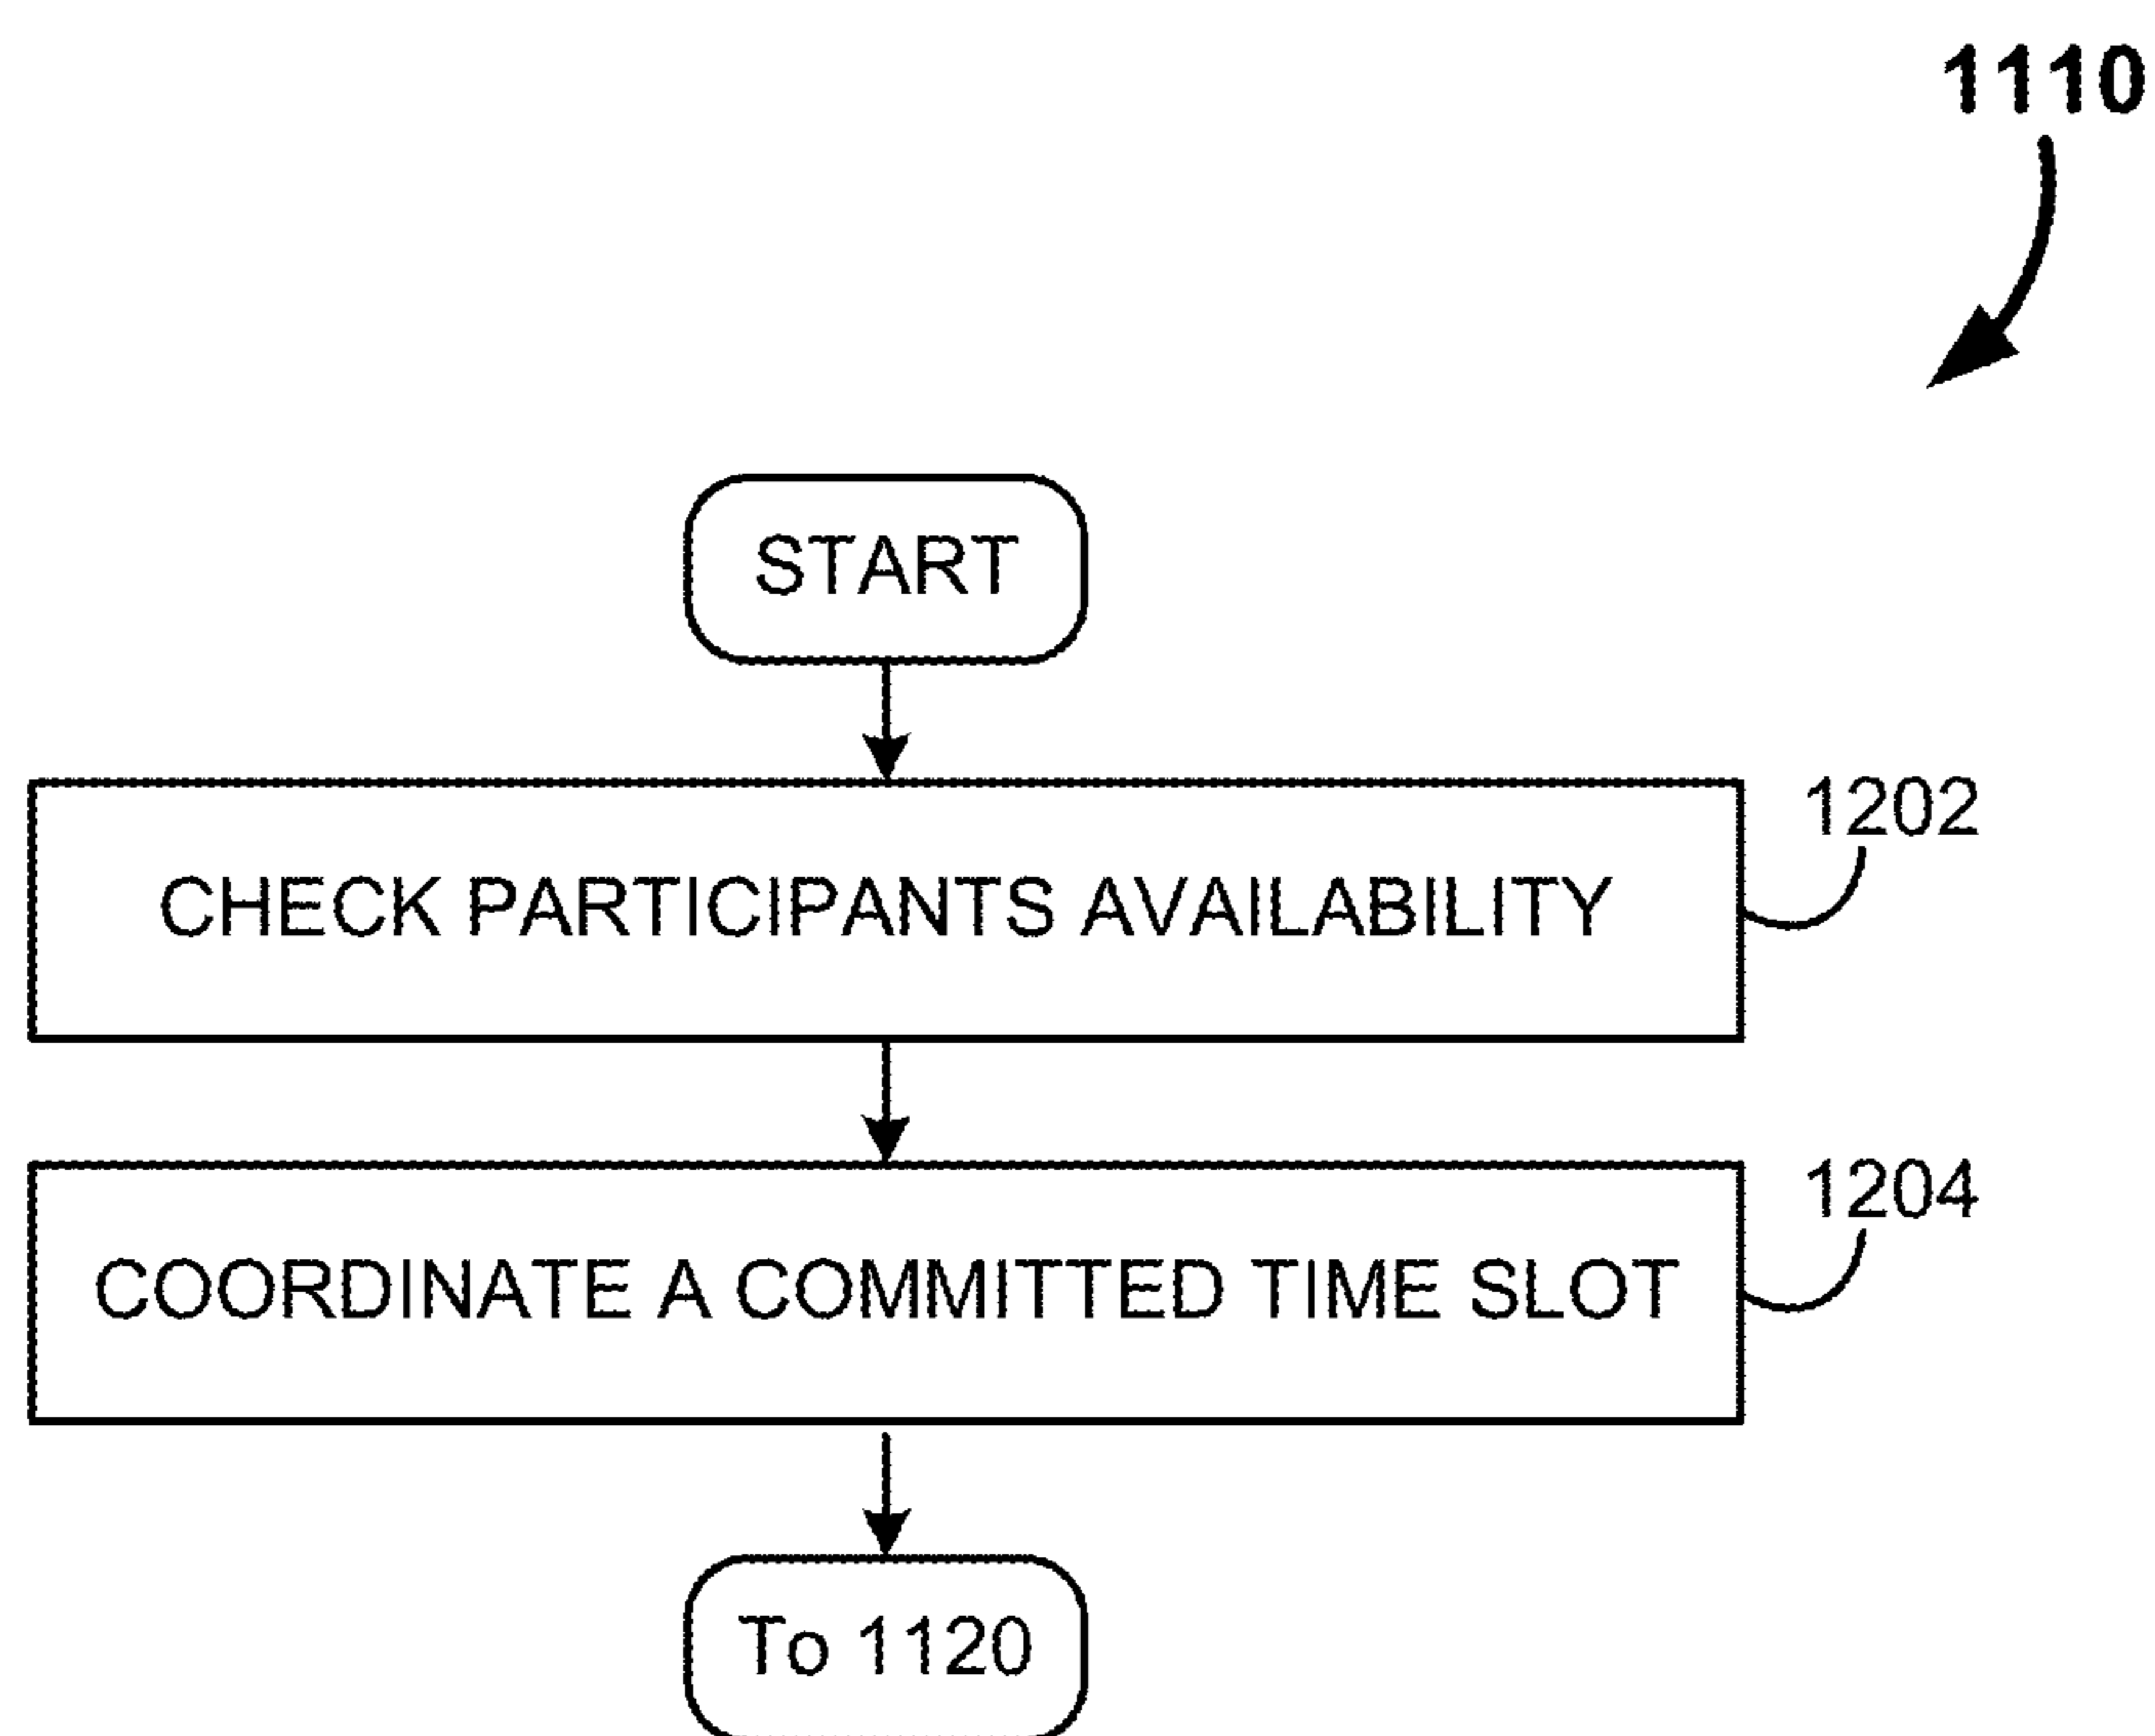 1110
START
CHECK PARTICIPANTS AVAILABILITY
1202
COORDINATE A COMMITTED TIME SLOT
1204
To 1120